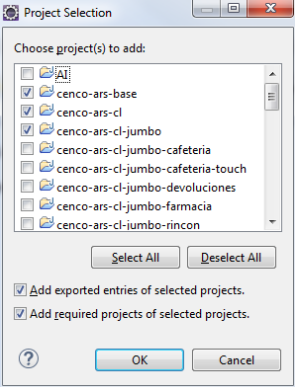 Project Selection
Choose project(s) to add:
AI
cenco-ars-base
cenco-ars-cl
cenco-ars-cl-jumbo
cenco-ars-cl-jumbo-cafeteria
cenco-ars-cl-jumbo-cafeteria-touch
cenco-ars-cl-jumbo-devoluciones
cenco-ars-cl-jumbo-farmacia
cenco-ars-cl-jumbo-rincon
Select All Deselect All
Add exported entries of selected projects.
Add required projects of selected projects.
? OK Cancel